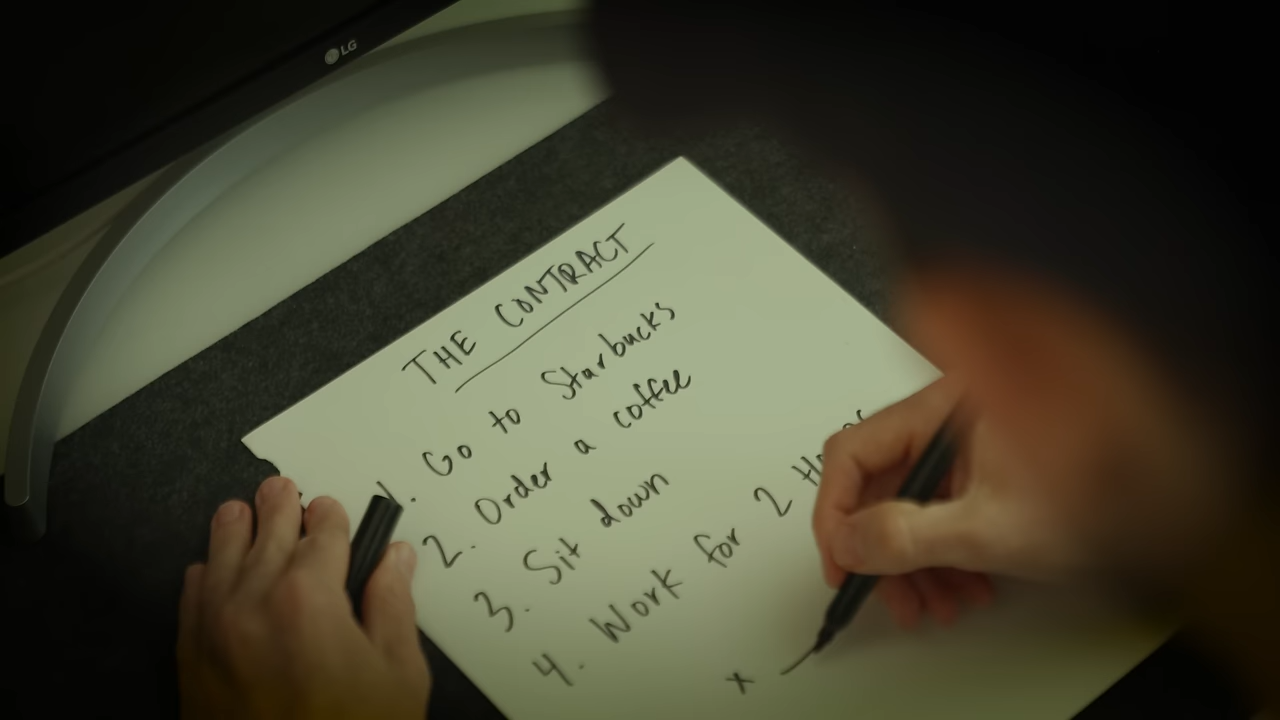 LG
THE CONTRACT
1. Go to Starbucks
2. Order a coffee
3. Sit down
4. Work for 2
x